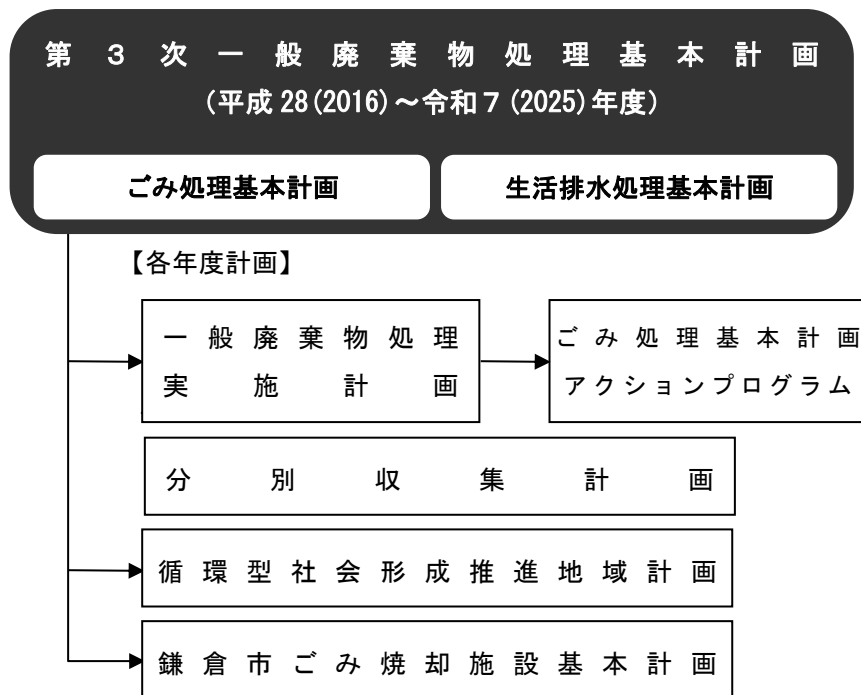 第３次一般廃棄物処理基本計画
（平成 28(2016)～令和７(2025)年度）
ごみ処理基本計画
生活排水処理基本計画
【各年度計画】
一般廃棄物処理
実施計画
ごみ処理基本計画
アクションプログラム
分別収集計画
循環型社会形成推進地域計画
鎌倉市ごみ焼却施設基本計画